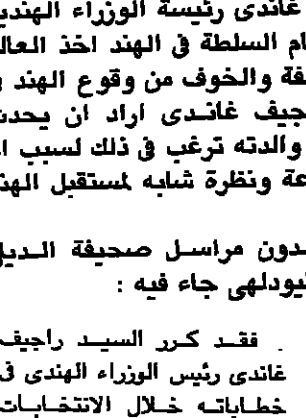 غاندى رئيسة الوزراء الهندي
ام السلطة فى الهند اخذ العال
فة والخوف من وقوع الهند
جيف غاندى اراد ان يحدث
والدته ترغب فى ذلك لسبب ا
عة ونظرة شابه لمستقبل الهند
دون مراسل صحيفة الديل
نيودلهى جاء فيه :
. فقد كرر السيد راجيف
غاندى رئيس الوزراء الهندى فى
خطاباته خلال الانتخابات